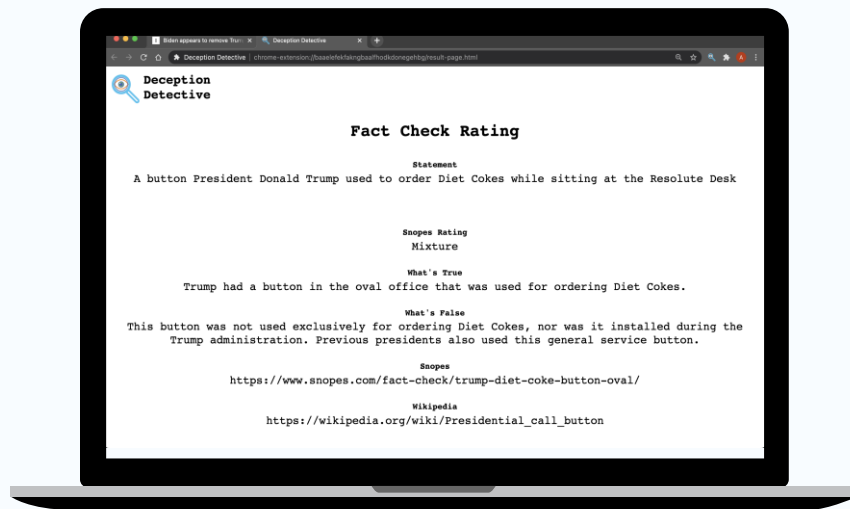 Biden appears to remove Trum
Deception Detective
Deception Detective | chrome-extension://
/result-page.html
Deception
Detective
Fact Check Rating
Statement
A button President Donald Trump used to order Diet Cokes while sitting at the Resolute Desk
Snopes Rating
Mixture
What's True
Trump had a button in the oval office that was used for ordering Diet Cokes.
What's False
This button was not used exclusively for ordering Diet Cokes, nor was it installed during the
Trump administration. Previous presidents also used this general service button.
Snopes
https://www.snopes.com/fact-check/trump-diet-coke-button-oval/
Wikipedia
https://wikipedia.org/wiki/Presidential_call_button